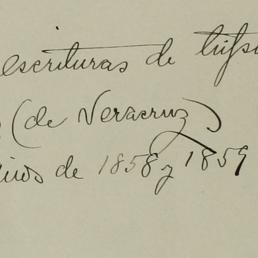 escrituras de
(de Veracruz)
de 1858 y 1859